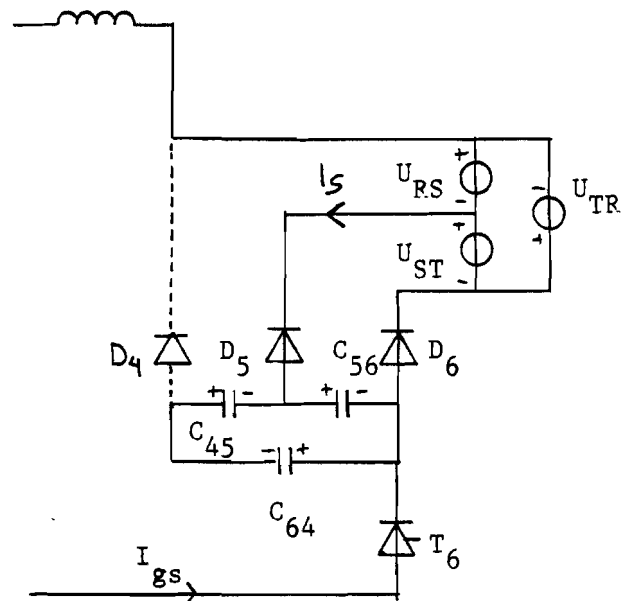 U_RS
I_S
U_TR
U_ST
D_4
D_5
C_56
D_6
C_45
C_64
T_6
I_gs